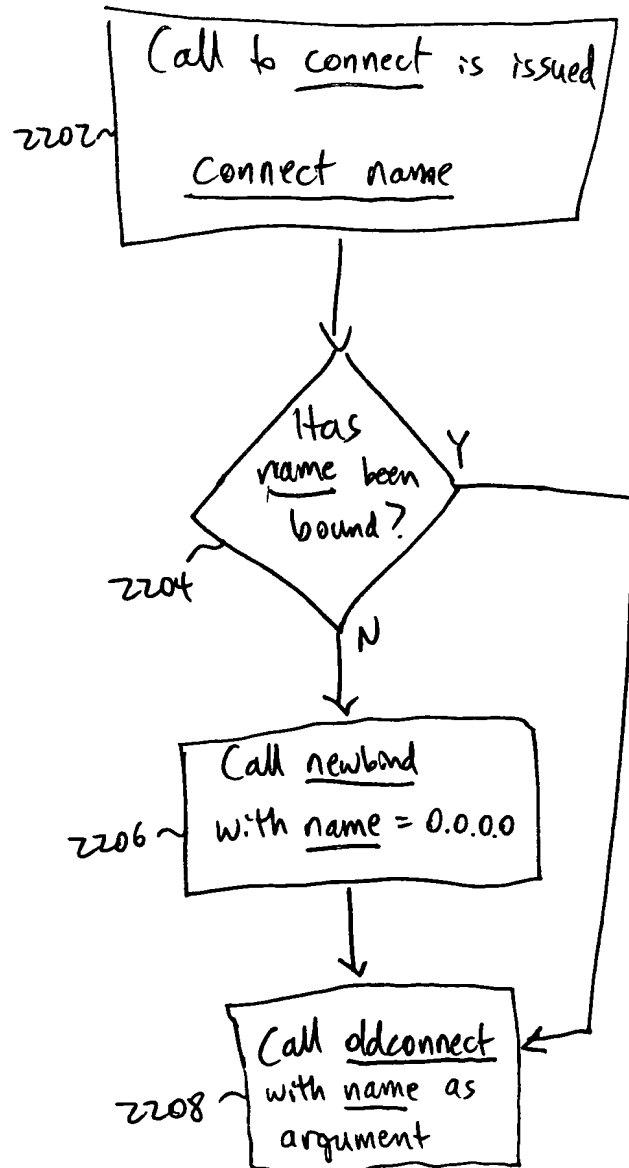 Call to connect is issued
2202
connect name
Has
name been
bound?
Y
2204
N
Call newbind
with name = 0.0.0.0
2206
Call oldconnect
with name as
argument
2208